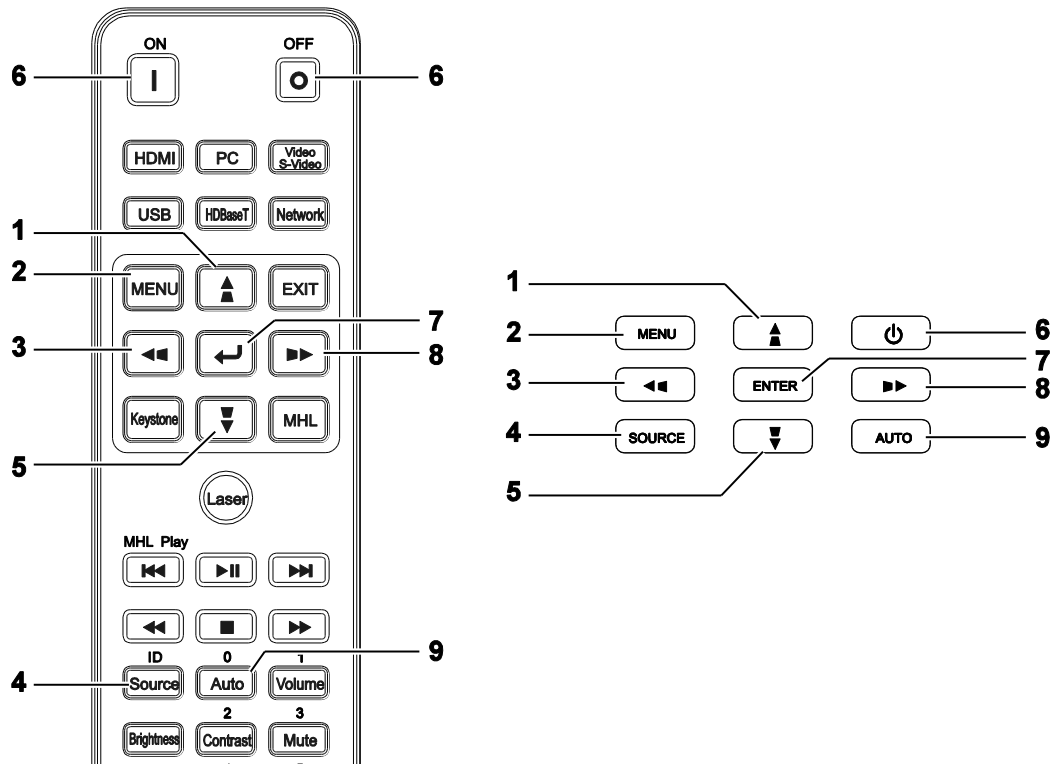 ON OFF
6 6
HDMI PC Video
S-Video
USB HDBaseT Network
1
2 MENU EXIT
3 7
8
Keystone MHL
5
Laser
MHL Play
ID 0 1
9
4 Source Auto Volume
2 3
Brightness Contrast Mute
1
2 MENU 6
7
3 ENTER 8
4 SOURCE AUTO 9
5